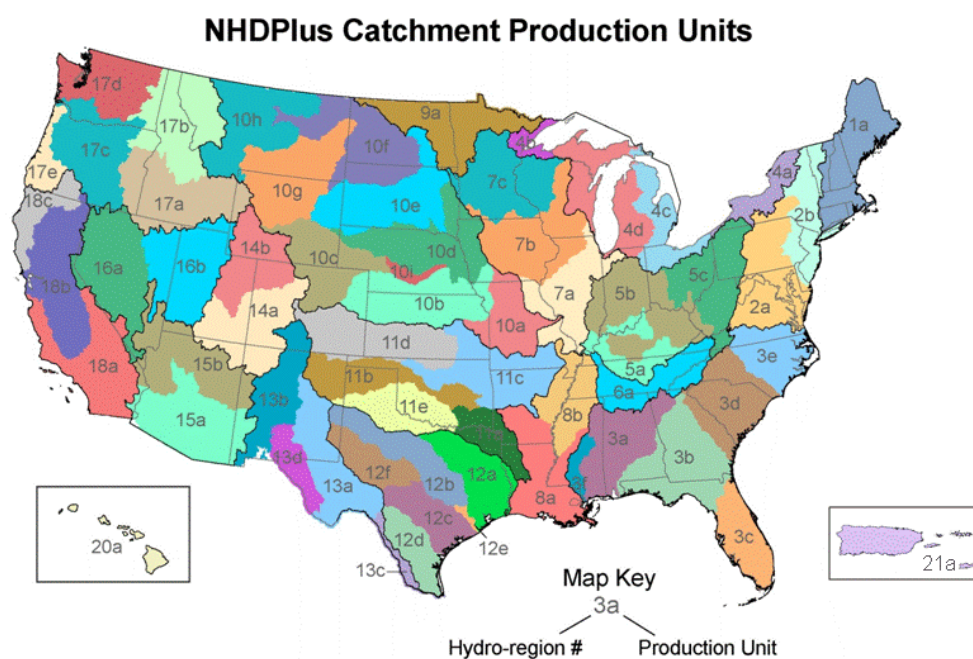 NHDPlus Catchment Production Units
17d
17b
10h
9a
4b
1a
17c
10f
7c
4a
17e
17a
10g
4c
2b
18c
10e
4d
14b
10d
7b
5c
16a
16b
10c
10i
7a
5b
2a
18b
14a
10b
10a
3e
11d
5a
18a
15b
11b
11c
6a
3d
13b
11e
8b
15a
3a
3b
13d
12f
12b
12a
13a
8a
12c
3c
12d
12e
20a
13c
21a
Map Key
3a
Hydro-region # Production Unit